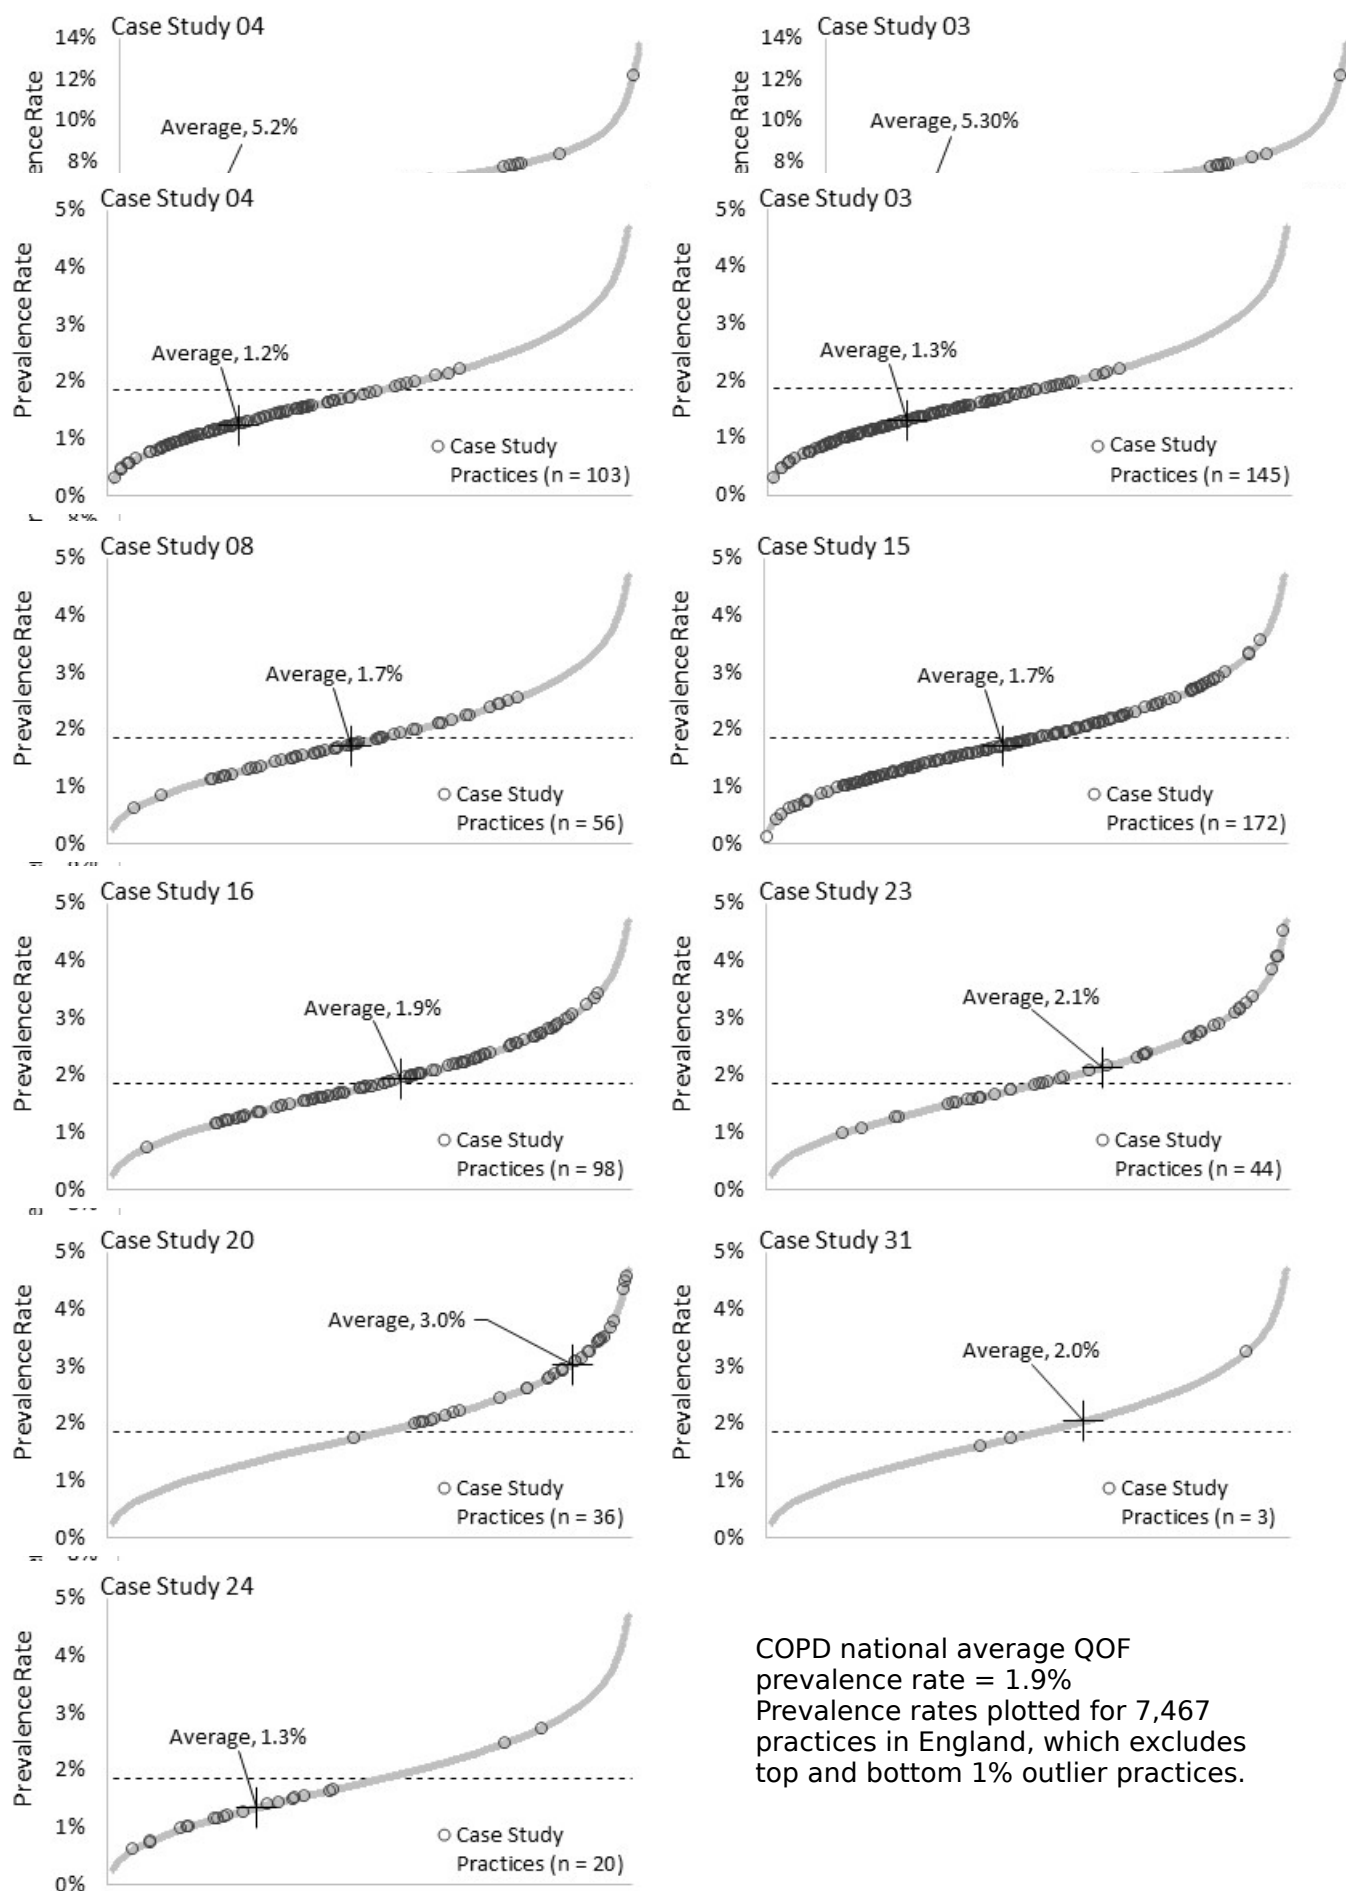 Case Study 04
14%
12%
10%
8%
ence Rate
Average, 5.2%
Case Study 03
14%
12%
10%
8%
ence Rate
Average, 5.30%
Case Study 04
5%
4%
3%
2%
1%
0%
Prevalence Rate
Average, 1.2%
Case Study
Practices (n = 103)
Case Study 03
5%
4%
3%
2%
1%
0%
Prevalence Rate
Average, 1.3%
Case Study
Practices (n = 145)
Case Study 08
5%
4%
3%
2%
1%
0%
Prevalence Rate
Average, 1.7%
Case Study
Practices (n = 56)
Case Study 15
5%
4%
3%
2%
1%
0%
Prevalence Rate
Average, 1.7%
Case Study
Practices (n = 172)
Case Study 16
5%
4%
3%
2%
1%
0%
Prevalence Rate
Average, 1.9%
Case Study
Practices (n = 98)
Case Study 23
5%
4%
3%
2%
1%
0%
Prevalence Rate
Average, 2.1%
Case Study
Practices (n = 44)
Case Study 20
5%
4%
3%
2%
1%
0%
Prevalence Rate
Average, 3.0%
Case Study
Practices (n = 36)
Case Study 31
5%
4%
3%
2%
1%
0%
Prevalence Rate
Average, 2.0%
Case Study
Practices (n = 3)
Case Study 24
5%
4%
3%
2%
1%
0%
Prevalence Rate
Average, 1.3%
Case Study
Practices (n = 20)
COPD national average QOF
prevalence rate = 1.9%
Prevalence rates plotted for 7,467
practices in England, which excludes
top and bottom 1% outlier practices.